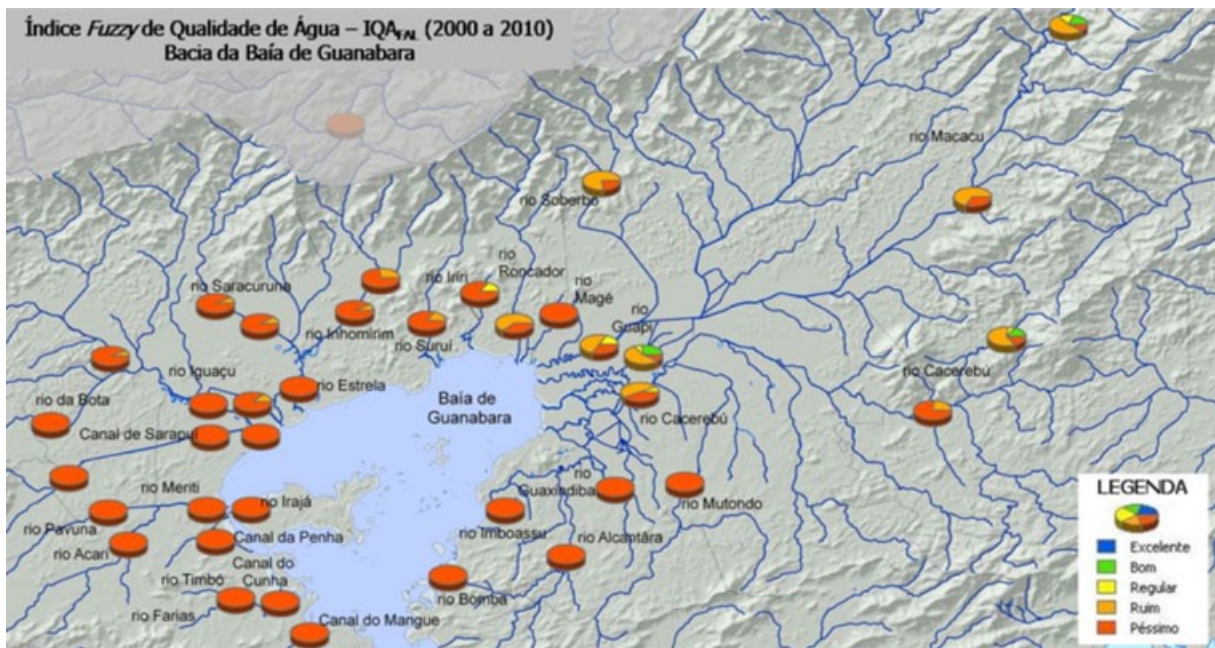 Índice Fuzzy de Qualidade de Água – IQAFAL (2000 a 2010)
Bacia da Baía de Guanabara
rio Macacu
rio Soberbo
rio
Roncador
rio Iriri
rio Saracuruna
rio
Magé
rio Inhomirim
rio
Guapi
rio Suruí
rio Iguaçu
rio Estrela
rio Cacerebú
Baía de
Guanabara
rio da Bota
rio Cacerebú
Canal de Sarapuí
rio
Guaxindiba
rio Mutondo
rio Meriti
rio Irajá
rio Pavuna
rio Imboassu
rio Alcantâra
rio Acari
Canal da Penha
Canal do
Cunha
rio Timbó
rio Bomba
rio Farias
Canal do Mangue
LEGENDA
Excelente
Bom
Regular
Ruim
Péssimo